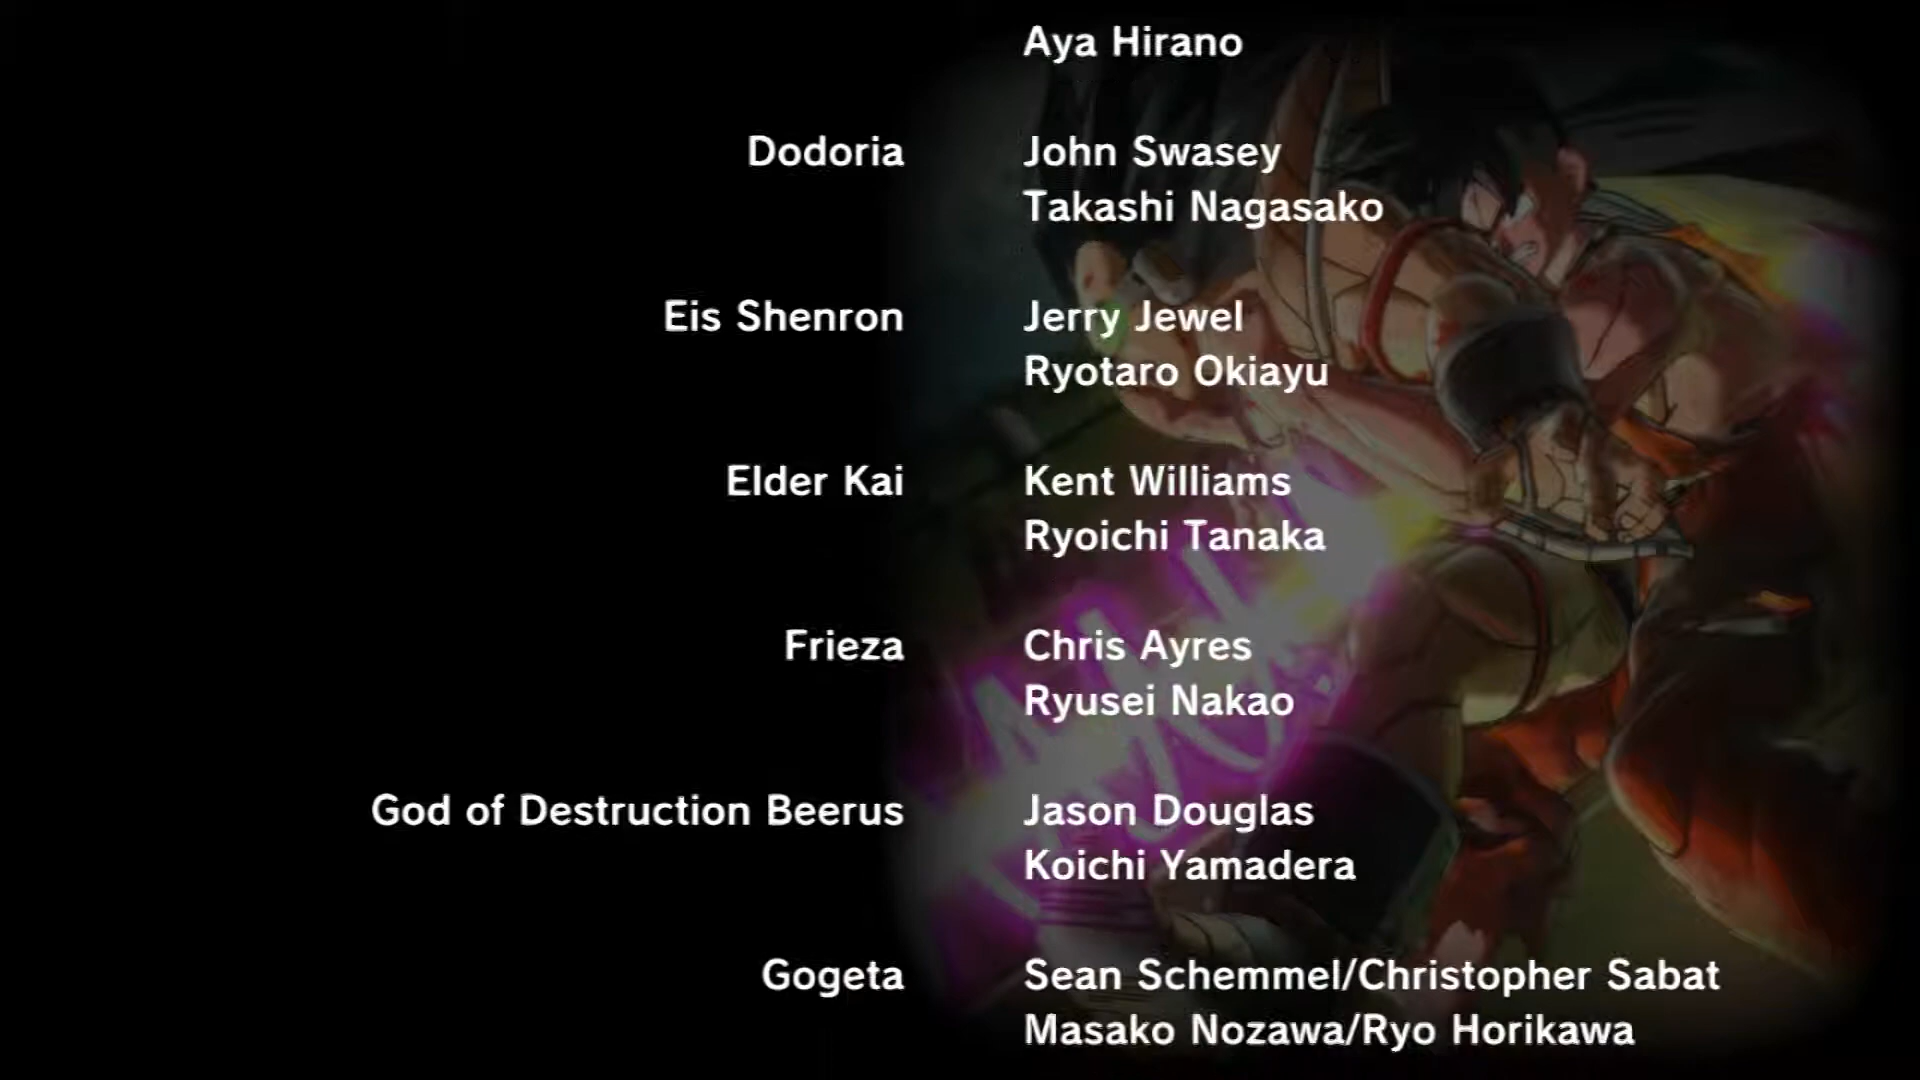 Aya Hirano
Dodoria John Swasey
Takashi Nagasako
Eis Shenron Jerry Jewel
Ryotaro Okiayu
Elder Kai Kent Williams
Ryoichi Tanaka
Frieza Chris Ayres
Ryusei Nakao
God of Destruction Beerus Jason Douglas
Koichi Yamadera
Gogeta Sean Schemmel/Christopher Sabat
Masako Nozawa/Ryo Horikawa